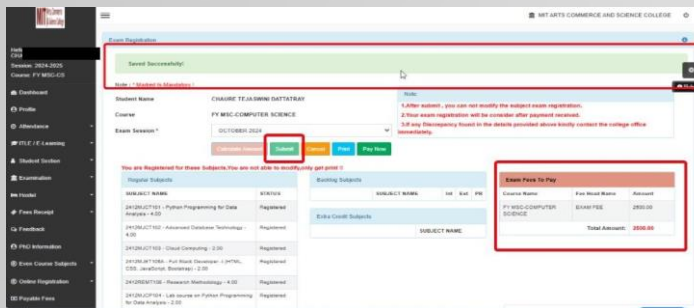 MIT ARTS COMMERCE AND SCIENCE COLLEGE
Hello
Session: 2024-2025
Course: FY MSC-CS
Dashboard
Profile
Attendance
ITLE / E-Learning
Student Section
Examination
Hostel
Fees Receipt
Feedback
PhD Information
Even Course Subjects
Online Registration
Payable Fees
Exam Registration
Saved Successfully!
Note : * Marked Is Mandatory !
Student Name CHAURE TEJASWINI DATTATRAY
Course FY MSC-COMPUTER SCIENCE
Exam Session * OCTOBER 2024
Note:
1.After submit , you can not modify the subject exam registration.
2.Your exam registration will be consider after payment received.
3.If any Discrepancy found in the details provided above kindly contact the college office immediately.
Calculate Amount Submit Cancel Print Pay Now
You are Registered for these Subjects,You are not able to modify,only get print !!
Regular Subjects
SUBJECT NAME STATUS
2412MJCT101 - Python Programming for Data Analysis - 4.00 Registered
2412MJCT102 - Advanced Database Technology - 4.00 Registered
2412MJCT103 - Cloud Computing - 2.00 Registered
2412MJET105A - Full Stack Developer- I (HTML, CSS, JavaScript, Bootstrap) - 2.00 Registered
2412REMT106 - Research Methodology - 4.00 Registered
2412MJCP104 - Lab course on Python Programming for Data Analysis - 2.00 Registered
Backlog Subjects
SUBJECT NAME Int Ext PR
Extra Credit Subjects
SUBJECT NAME
Exam Fees To Pay
Course Name Fee Head Name Amount
FY MSC-COMPUTER SCIENCE EXAM FEE 2500.00
Total Amount: 2500.00